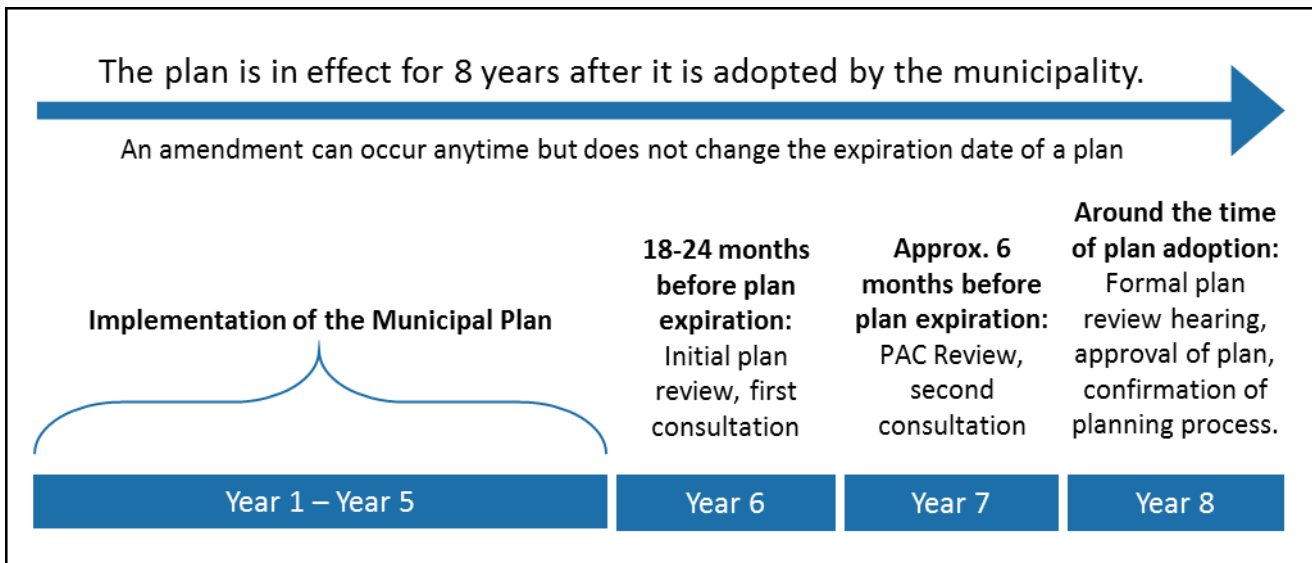 The plan is in effect for 8 years after it is adopted by the municipality.
An amendment can occur anytime but does not change the expiration date of a plan
Implementation of the Municipal Plan
18-24 months
before plan
expiration:
Initial plan
review, first
consultation
Approx. 6
months before
plan expiration:
PAC Review,
second
consultation
Around the time
of plan adoption:
Formal plan
review hearing,
approval of plan,
confirmation of
planning process.
Year 1 – Year 5
Year 6
Year 7
Year 8